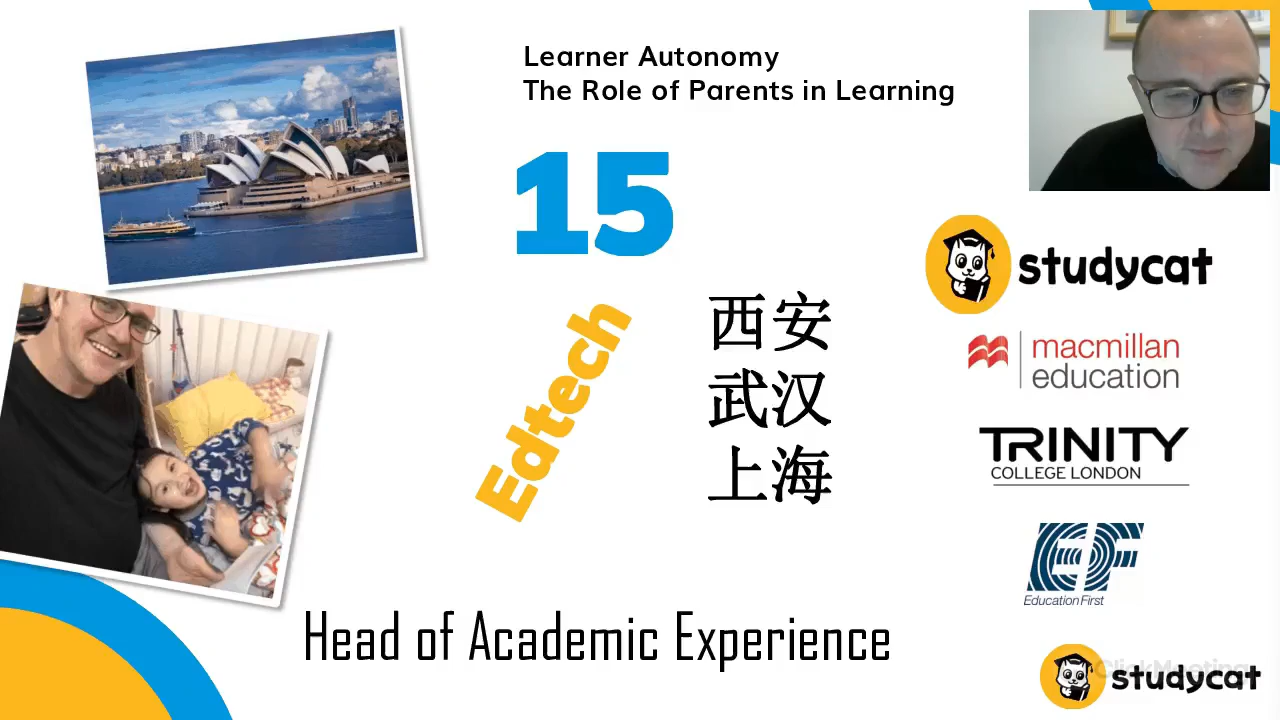 Learner Autonomy
The Role of Parents in Learning
15
Edtech
西安
武汉
上海
studycat
macmillan
education
TRINITY
COLLEGE LONDON
EF
Education First
Head of Academic Experience
ClickMeeting
studycat